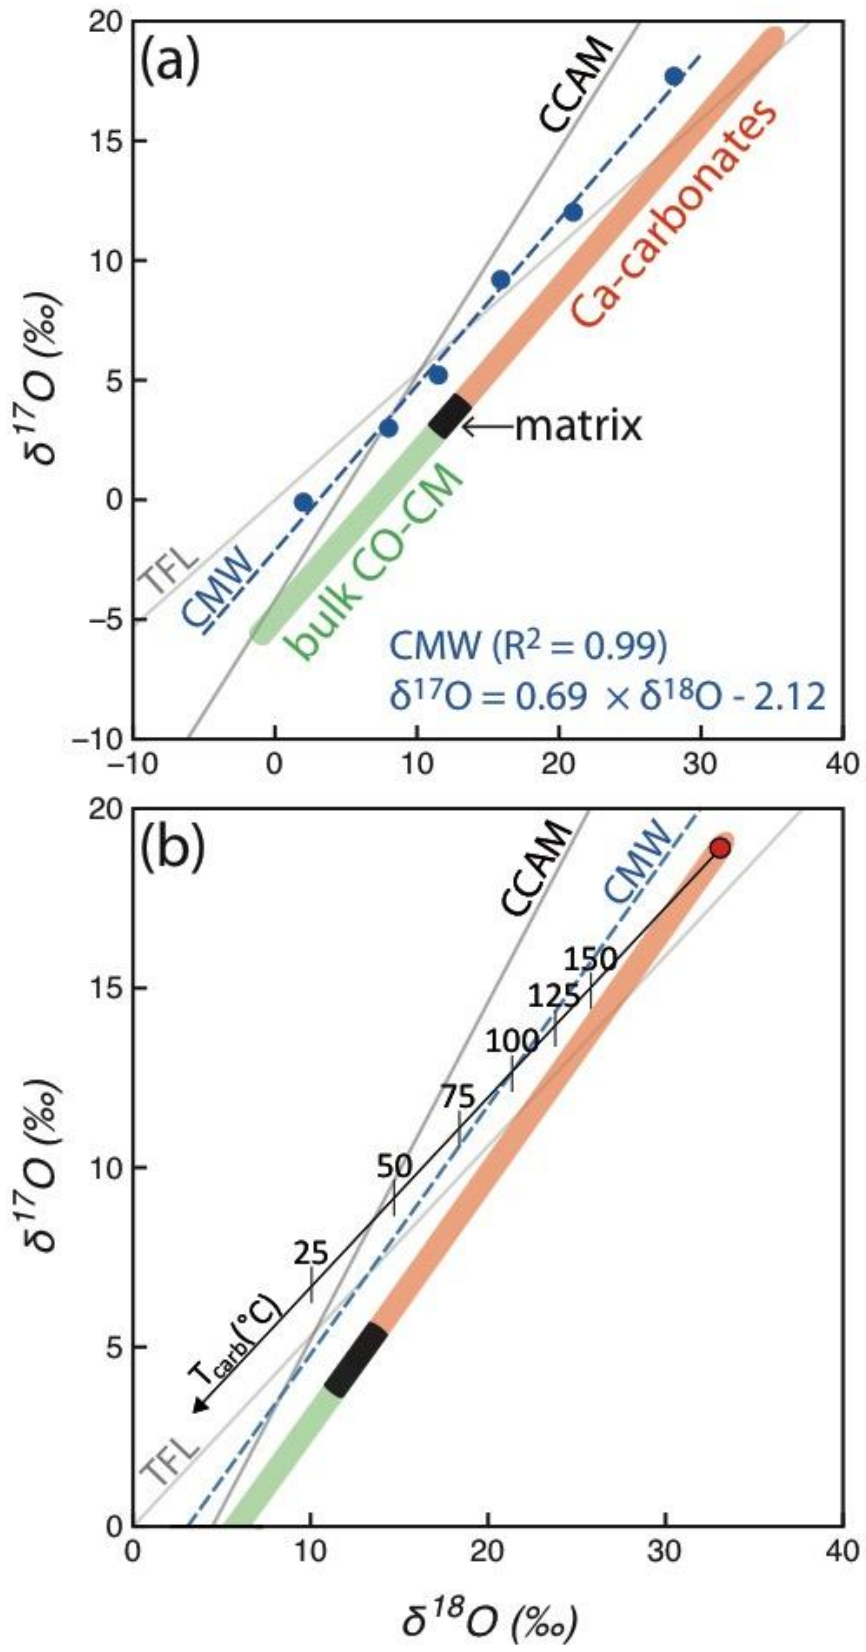 20
(a)
CCAM
15
Ca-carbonates
10
δ¹⁷O (‰)
5
matrix
0
TFL
CMW
bulk CO-CM
−5
CMW (R² = 0.99)
δ¹⁷O = 0.69 × δ¹⁸O - 2.12
−10
−10 0 10 20 30 40
20
(b)
CCAM
CMW
150
15
125
100
75
δ¹⁷O (‰)
10
50
25
T_carb(°C)
5
TFL
0
0 10 20 30 40
δ¹⁸O (‰)